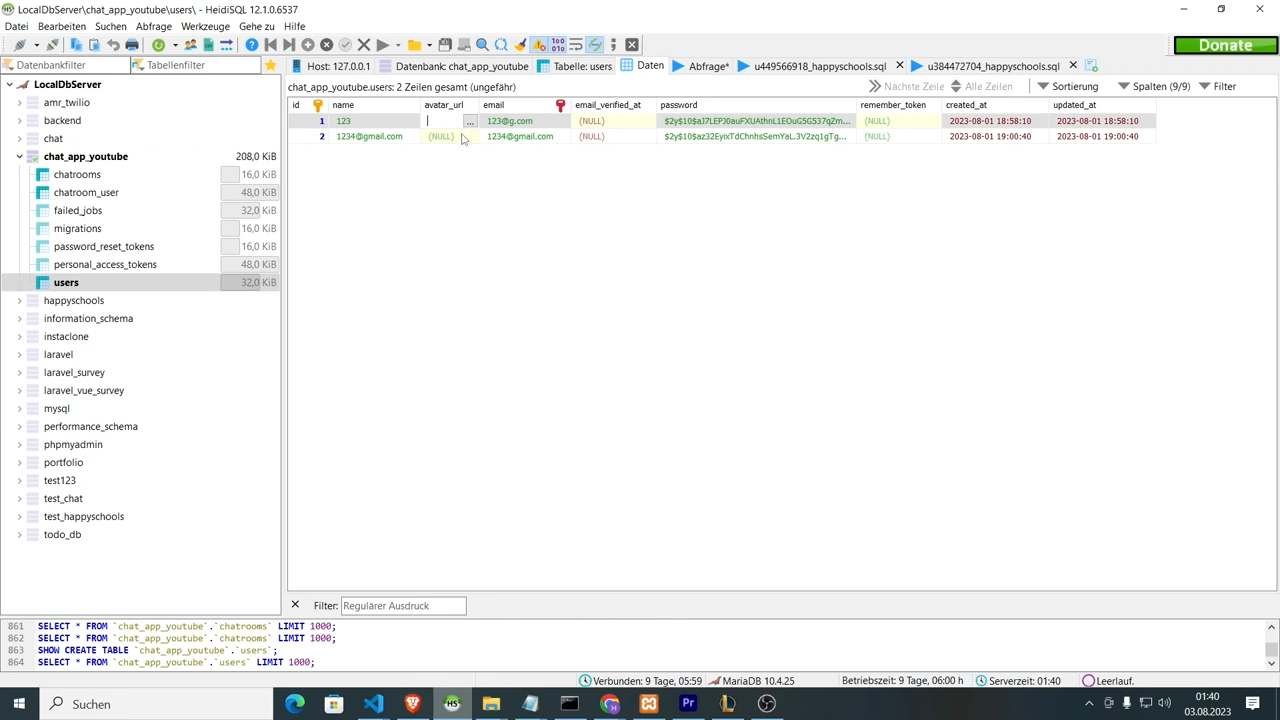 LocalDbServer\chat_app_youtube\users\ - HeidiSQL 12.1.0.6537
Datei Bearbeiten Suchen Abfrage Werkzeuge Gehe zu Hilfe
Donate
Datenbankfilter Tabellenfilter
Host: 127.0.0.1 Datenbank: chat_app_youtube Tabelle: users Daten Abfrage* u449566918_happyschools.sql u384472704_happyschools.sql
LocalDbServer
amr_twilio
backend
chat
chat_app_youtube 208,0 KiB
chatrooms 16,0 KiB
chatroom_user 48,0 KiB
failed_jobs 32,0 KiB
migrations 16,0 KiB
password_reset_tokens 16,0 KiB
personal_access_tokens 48,0 KiB
users 32,0 KiB
happyschools
information_schema
instaclone
laravel
laravel_survey
laravel_vue_survey
mysql
performance_schema
phpmyadmin
portfolio
test123
test_chat
test_happyschools
todo_db
chat_app_youtube.users: 2 Zeilen gesamt (ungefähr) Nächste Zeile Alle Zeilen Sortierung Spalten (9/9) Filter
id name avatar_url email email_verified_at password remember_token created_at updated_at
1 123 ... 123@g.com (NULL) $2y$10$aJ7LEPJ0auFXUAthnL1EOuG5G537qZm... (NULL) 2023-08-01 18:58:10 2023-08-01 18:58:10
2 1234@gmail.com (NULL) 1234@gmail.com (NULL) $2y$10$az32EyixTdChnhsSemYaL.3V2zq1gTg... (NULL) 2023-08-01 19:00:40 2023-08-01 19:00:40
Filter: Regulärer Ausdruck
861 SELECT * FROM `chat_app_youtube`.`chatrooms` LIMIT 1000;
862 SELECT * FROM `chat_app_youtube`.`chatrooms` LIMIT 1000;
863 SHOW CREATE TABLE `chat_app_youtube`.`users`;
864 SELECT * FROM `chat_app_youtube`.`users` LIMIT 1000;
Verbunden: 9 Tage, 05:59 MariaDB 10.4.25 Betriebszeit: 9 Tage, 06:00 h Serverzeit: 01:40 Leerlauf.
Suchen
01:40
03.08.2023